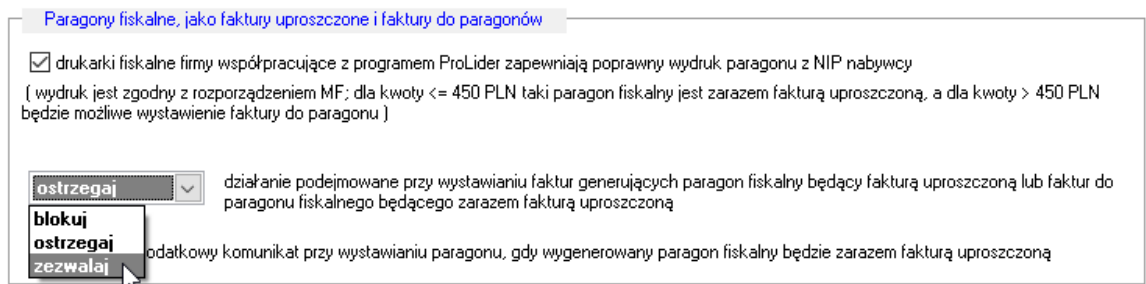 Paragony fiskalne, jako faktury uproszczone i faktury do paragonów
drukarki fiskalne firmy współpracujące z programem ProLider zapewniają poprawny wydruk paragonu z NIP nabywcy
( wydruk jest zgodny z rozporządzeniem MF; dla kwoty <= 450 PLN taki paragon fiskalny jest zarazem fakturą uproszczoną, a dla kwoty > 450 PLN
będzie możliwe wystawienie faktury do paragonu )
ostrzegaj
działanie podejmowane przy wystawianiu faktur generujących paragon fiskalny będący fakturą uproszczoną lub faktur do
paragonu fiskalnego będącego zarazem fakturą uproszczoną
blokuj
ostrzegaj
zezwalaj
odatkowy komunikat przy wystawianiu paragonu, gdy wygenerowany paragon fiskalny będzie zarazem fakturą uproszczoną